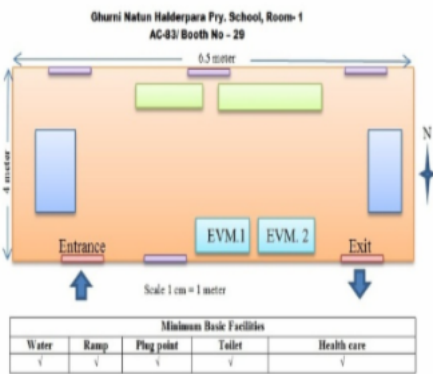 Ghurni Natun Halderpara Pry. School, Room- 1
AC-83/ Booth No – 29
6.5 meter
4 meter
N
EVM.1 EVM. 2
Entrance Exit
Scale 1 cm = 1 meter
Minimum Basic Facilities
Water Ramp Plug point Toilet Health care
√ √ √ √ √